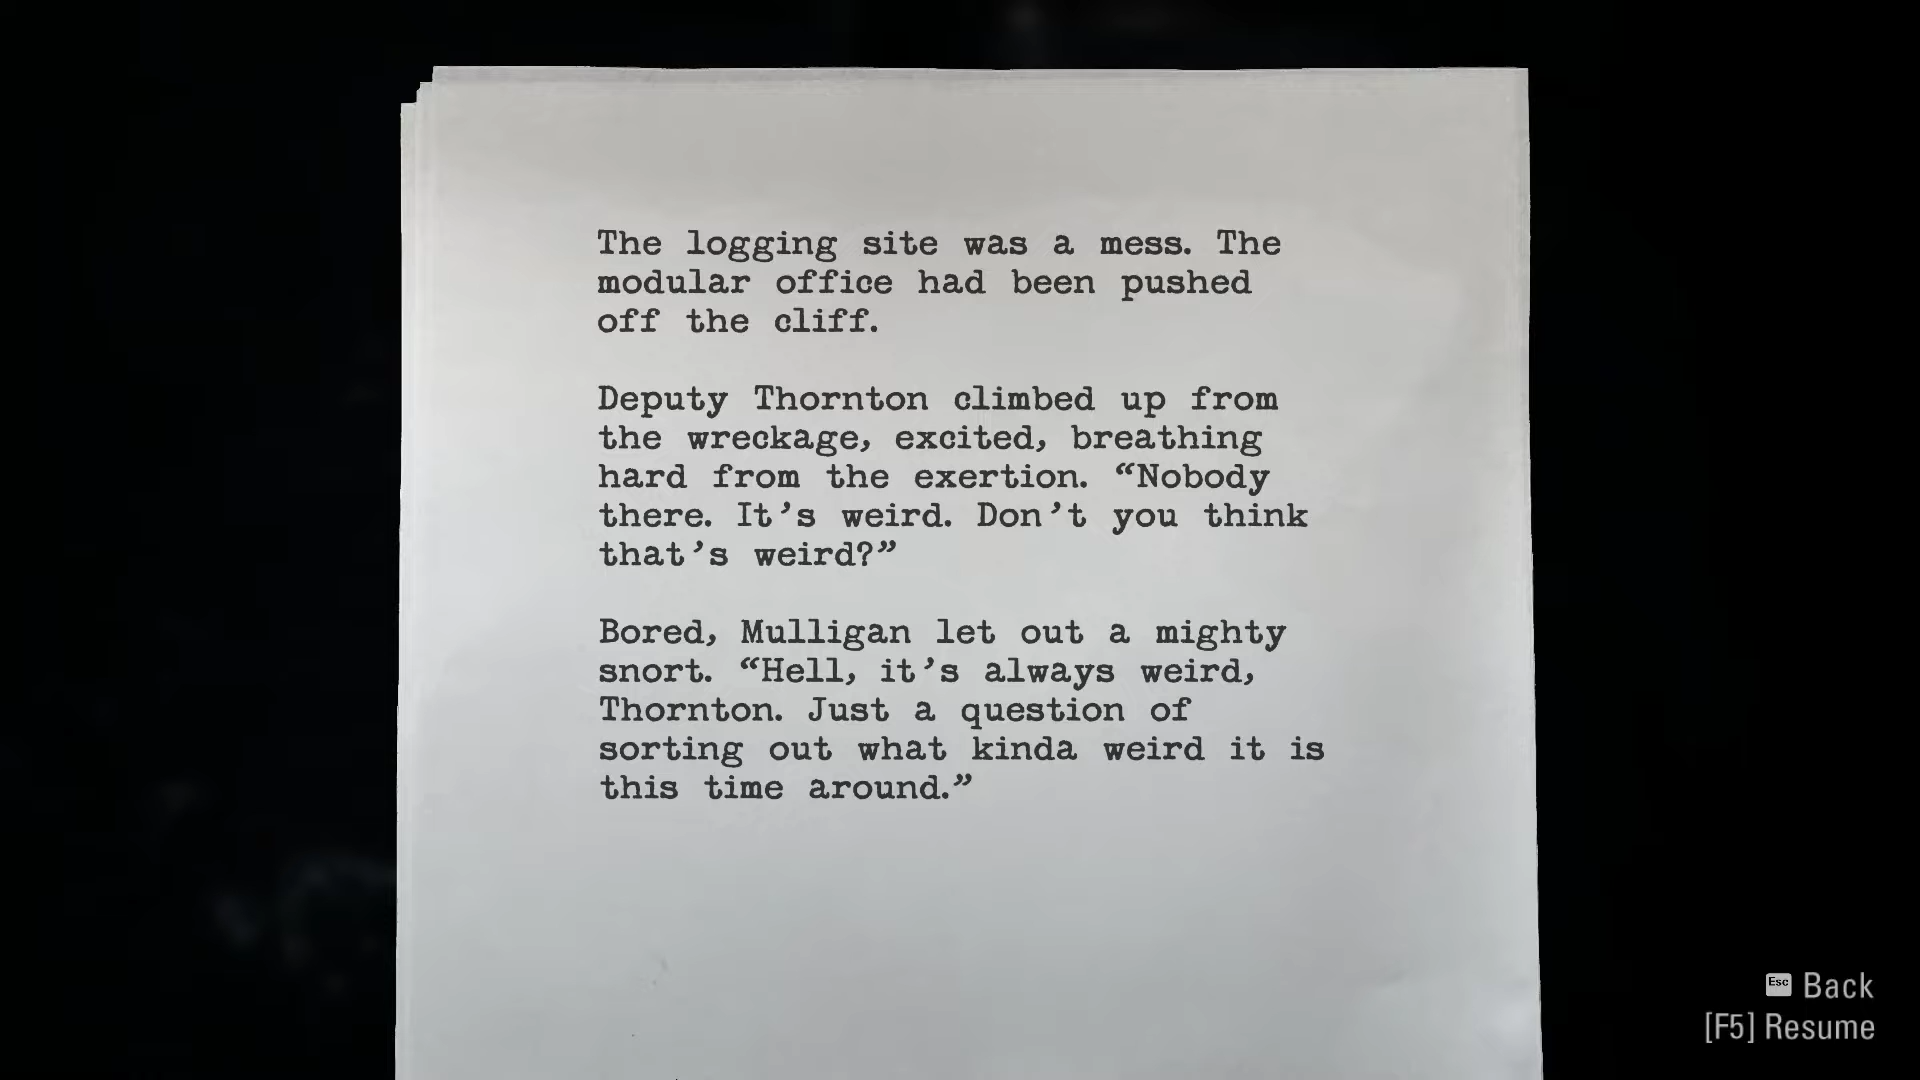 The logging site was a mess. The
modular office had been pushed
off the cliff.
Deputy Thornton climbed up from
the wreckage, excited, breathing
hard from the exertion. “Nobody
there. It’s weird. Don’t you think
that’s weird?”
Bored, Mulligan let out a mighty
snort. “Hell, it’s always weird,
Thornton. Just a question of
sorting out what kinda weird it is
this time around.”
Esc Back
[F5] Resume